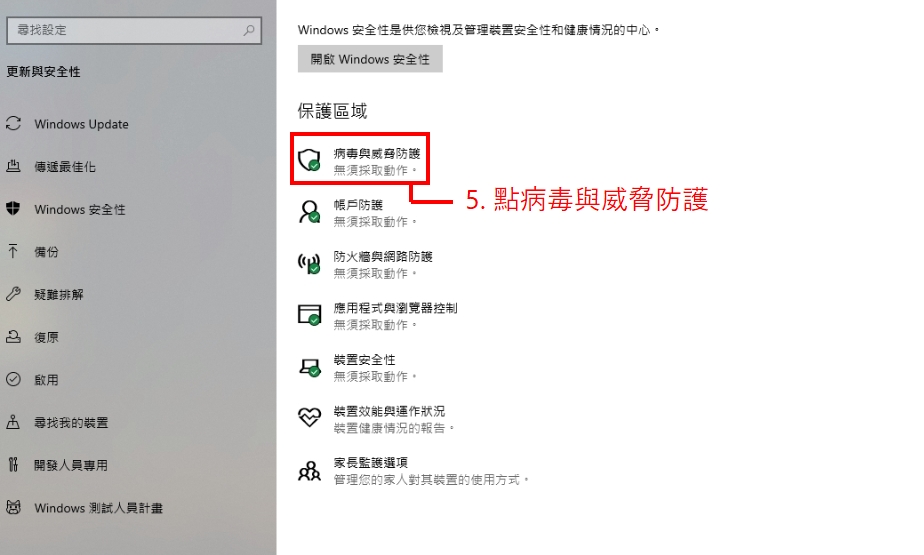 尋找設定
更新與安全性
Windows Update
傳遞最佳化
Windows 安全性
備份
疑難排解
復原
啟用
尋找我的裝置
開發人員專用
Windows 測試人員計畫
Windows 安全性是供您檢視及管理裝置安全性和健康情況的中心。
開啟 Windows 安全性
保護區域
病毒與威脅防護
無須採取動作。
5. 點病毒與威脅防護
帳戶防護
無須採取動作。
防火牆與網路防護
無須採取動作。
應用程式與瀏覽器控制
無須採取動作。
裝置安全性
無須採取動作。
裝置效能與運作狀況
裝置健康情況的報告。
家長監護選項
管理您的家人對其裝置的使用方式。